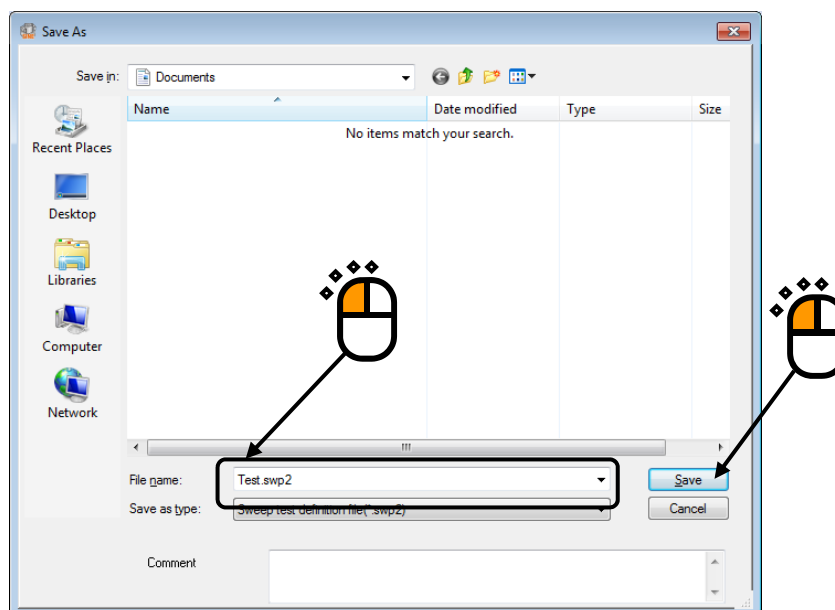 Save As
Save in: Documents
Name Date modified Type Size
No items match your search.
Recent Places
Desktop
Libraries
Computer
Network
File name: Test.swp2 Save
Save as type: Sweep test definition file(*.swp2) Cancel
Comment